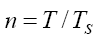 n = T / T_S